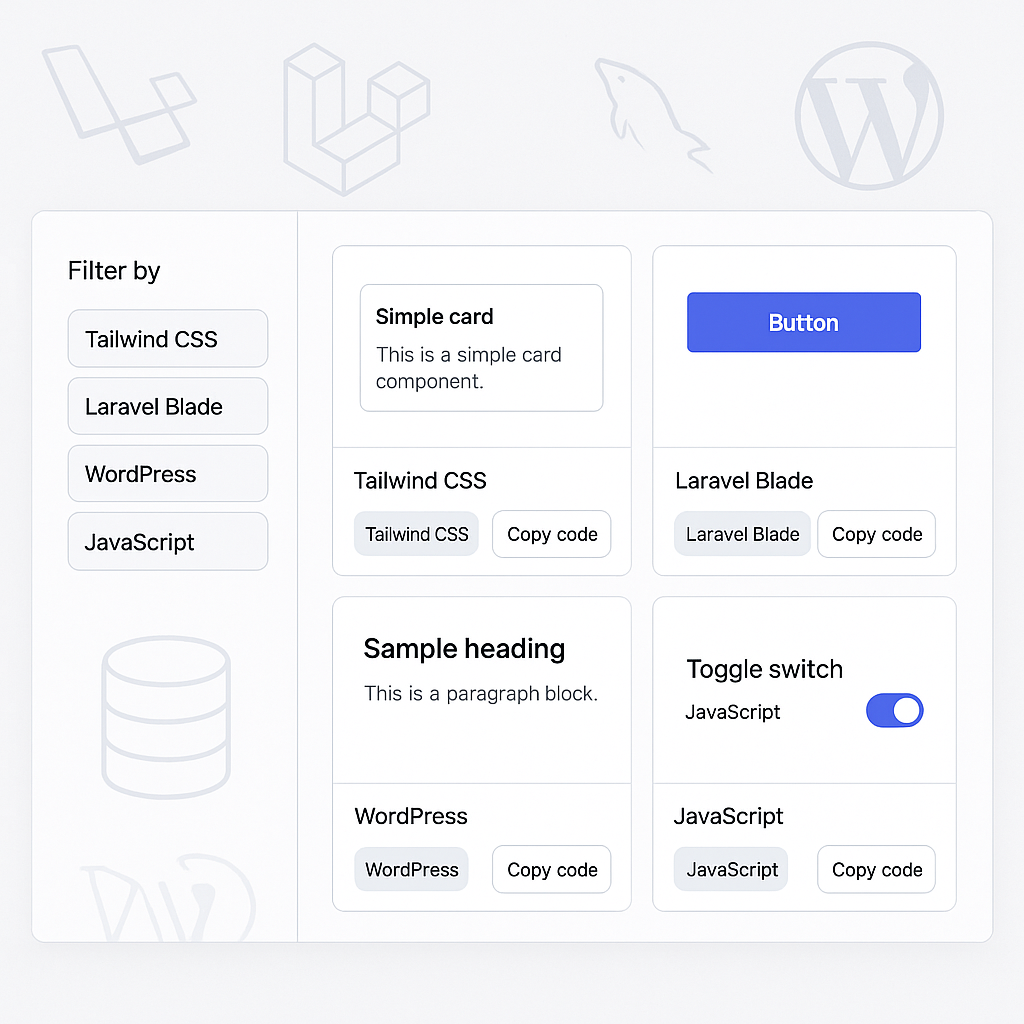 Filter by
Tailwind CSS
Laravel Blade
WordPress
JavaScript
Simple card
This is a simple card
component.
Tailwind CSS
Tailwind CSS
Copy code
Button
Laravel Blade
Laravel Blade
Copy code
Sample heading
This is a paragraph block.
WordPress
WordPress
Copy code
Toggle switch
JavaScript
JavaScript
JavaScript
Copy code